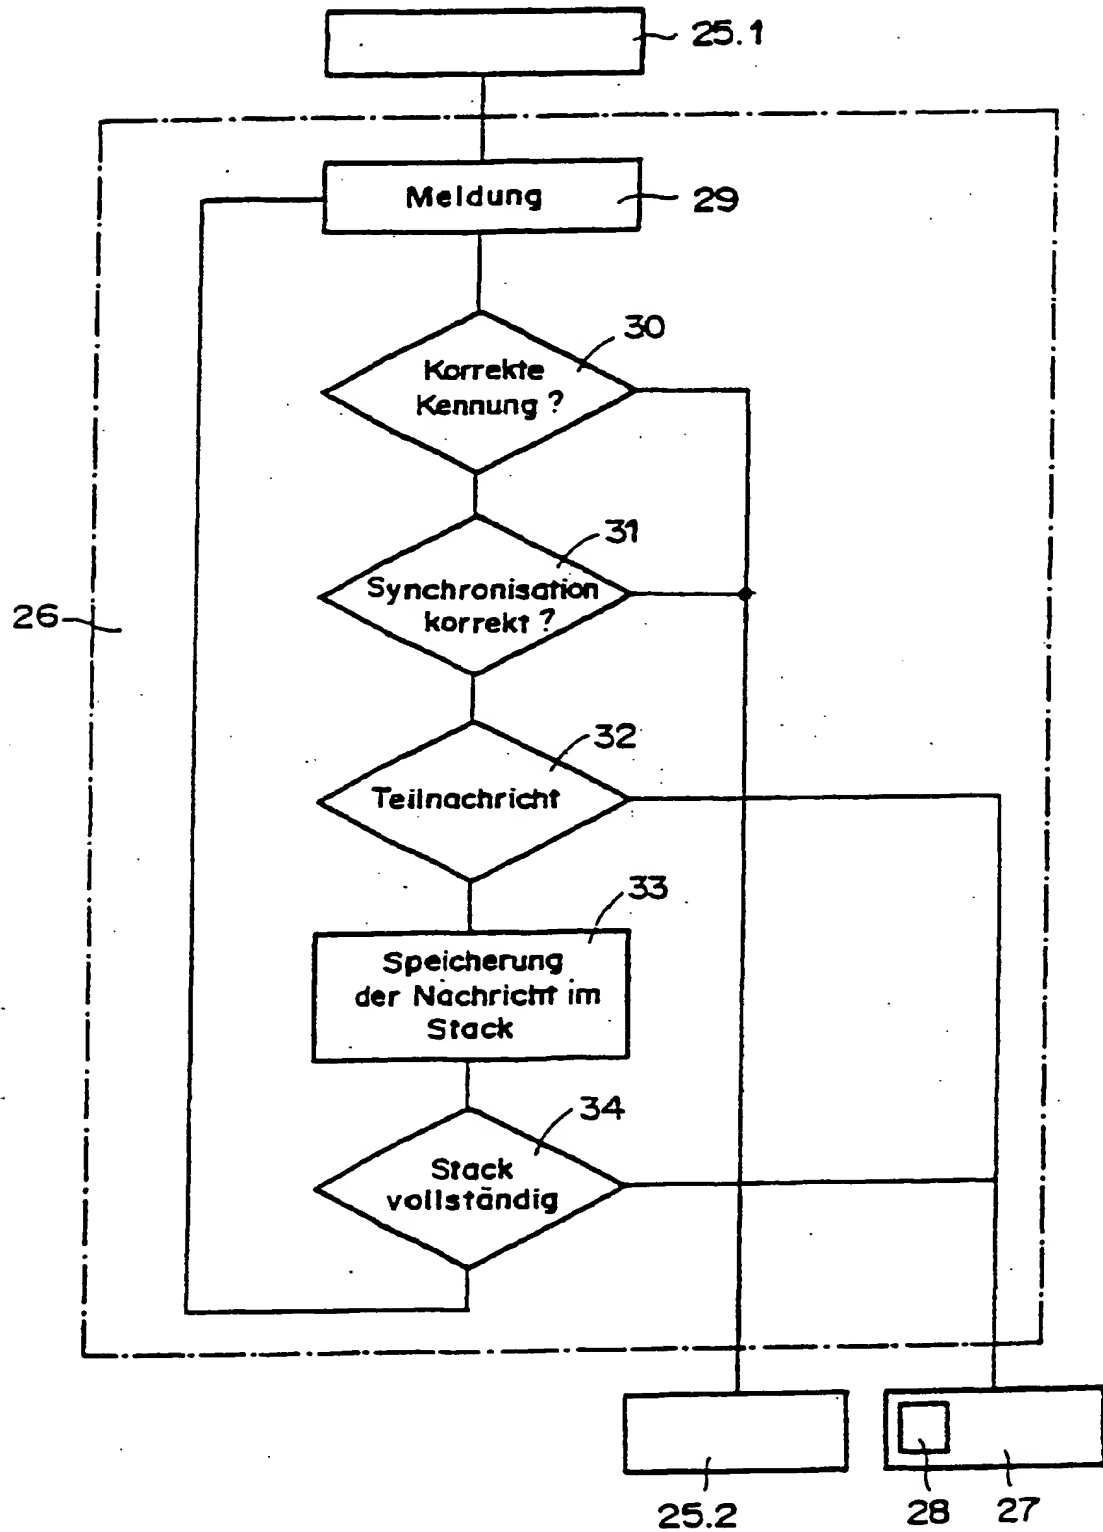 25.1
Meldung
29
30
Korrekte
Kennung ?
31
Synchronisation
korrekt ?
26
32
Teilnachricht
33
Speicherung
der Nachricht im
Stack
34
Stack
vollständig
25.2
28
27